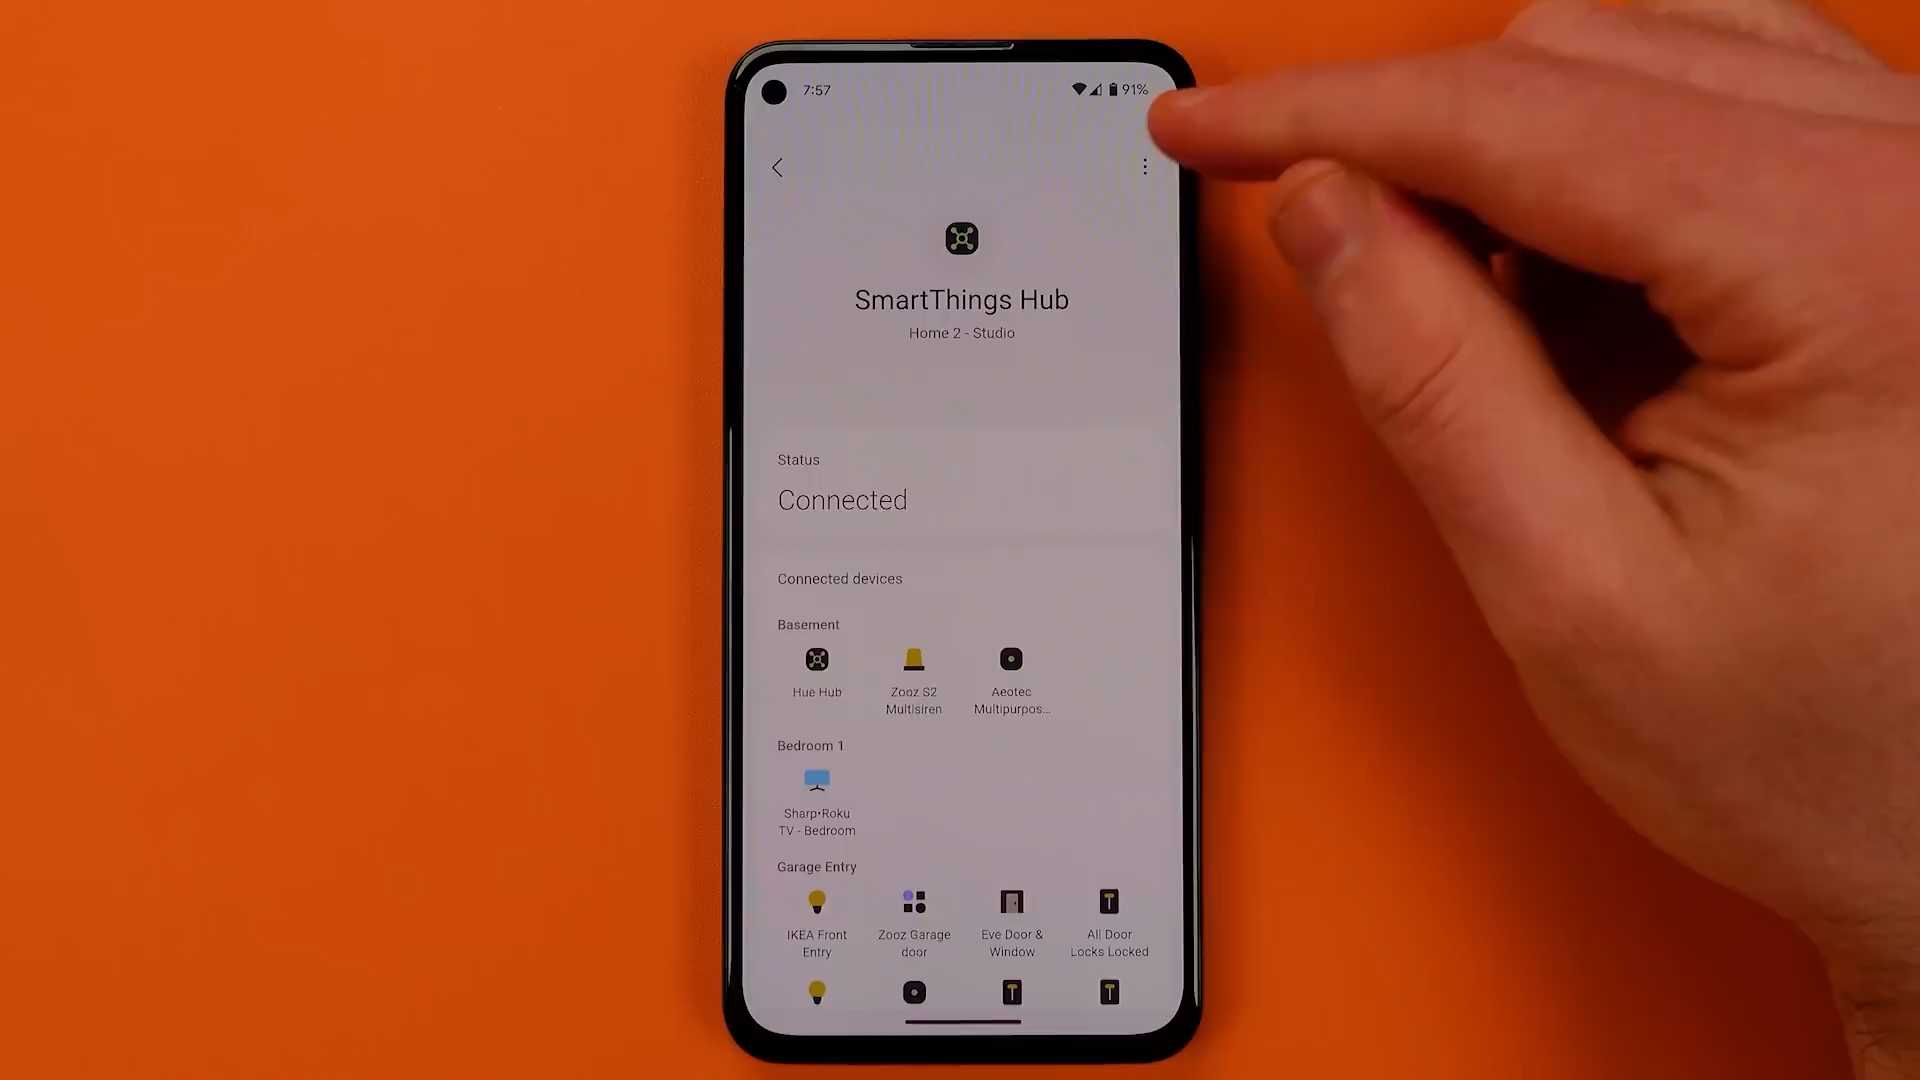 7:57
91%
SmartThings Hub
Home 2 - Studio
Status
Connected
Connected devices
Basement
Hue Hub
Zooz S2
Multisiren
Aeotec
Multipurpos...
Bedroom 1
Sharp•Roku
TV - Bedroom
Garage Entry
IKEA Front
Entry
Zooz Garage
door
Eve Door &
Window
All Door
Locks Locked